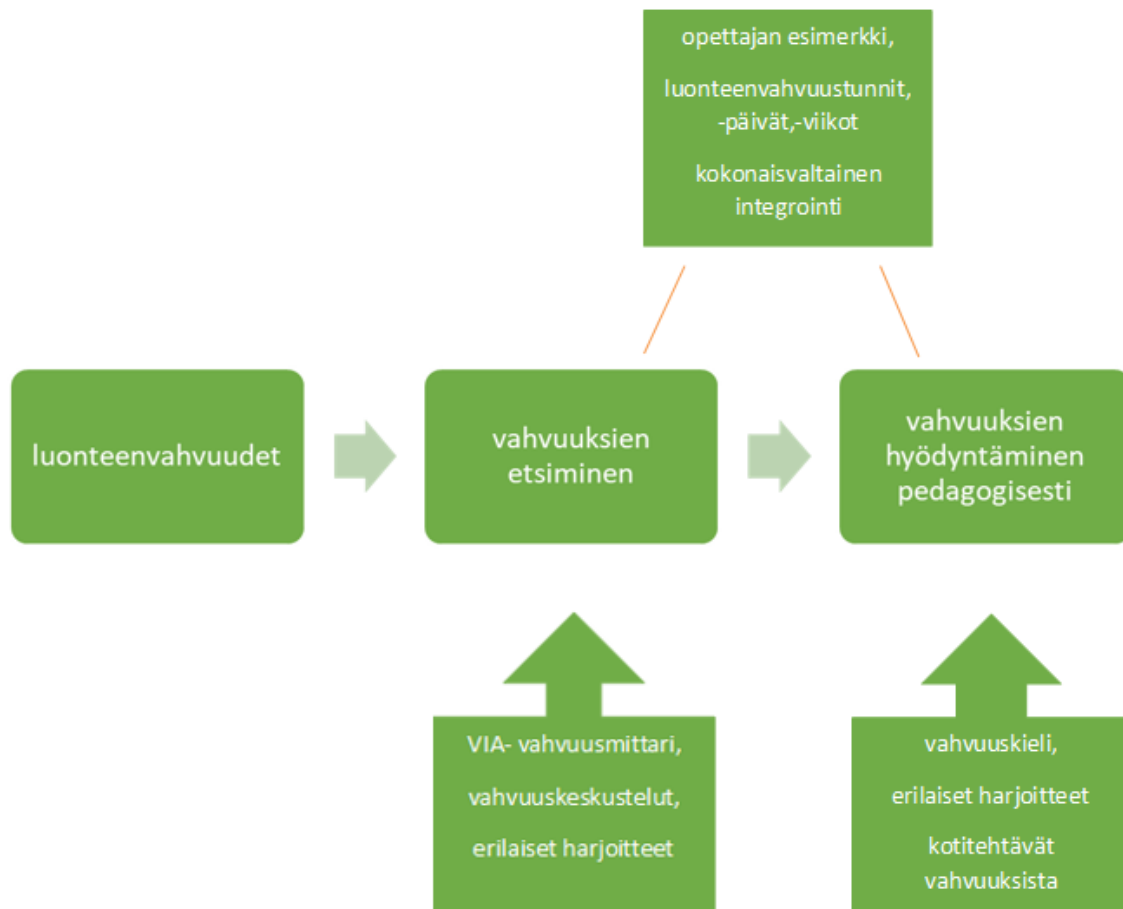 opettajan esimerkki,
luonteenvahvuustunnit,
-päivät,-viikot
kokonaisvaltainen
integrointi
luonteenvahvuudet
vahvuuksien
etsiminen
vahvuuksien
hyödyntäminen
pedagogisesti
VIA- vahvuusmittari,
vahvuuskeskustelut,
erilaiset harjoitteet
vahvuuskieli,
erilaiset harjoitteet
kotitehtävät
vahvuuksista